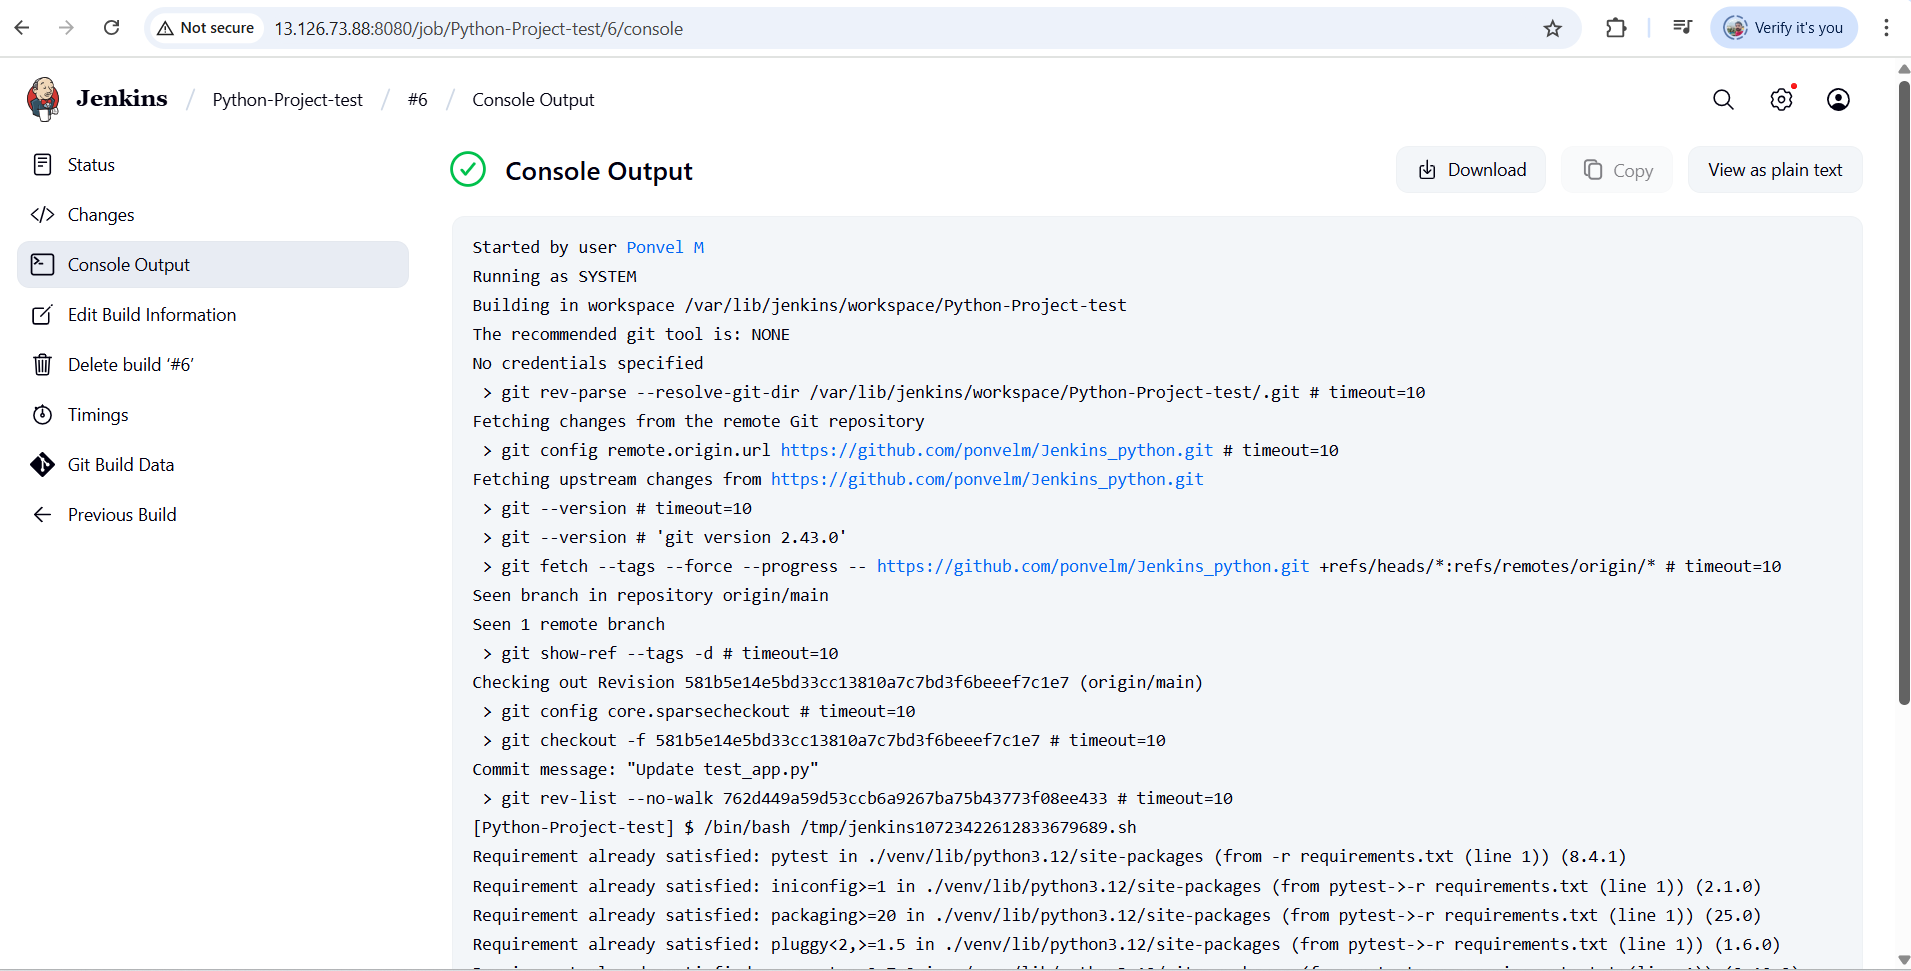 Not secure 13.126.73.88:8080/job/Python-Project-test/6/console Verify it's you
Jenkins / Python-Project-test / #6 / Console Output
Status
Changes
Console Output
Edit Build Information
Delete build ‘#6’
Timings
Git Build Data
Previous Build
Console Output
Download
Copy
View as plain text
Started by user Ponvel M
Running as SYSTEM
Building in workspace /var/lib/jenkins/workspace/Python-Project-test
The recommended git tool is: NONE
No credentials specified
> git rev-parse --resolve-git-dir /var/lib/jenkins/workspace/Python-Project-test/.git # timeout=10
Fetching changes from the remote Git repository
> git config remote.origin.url https://github.com/ponvelm/Jenkins_python.git # timeout=10
Fetching upstream changes from https://github.com/ponvelm/Jenkins_python.git
> git --version # timeout=10
> git --version # 'git version 2.43.0'
> git fetch --tags --force --progress -- https://github.com/ponvelm/Jenkins_python.git +refs/heads/*:refs/remotes/origin/* # timeout=10
Seen branch in repository origin/main
Seen 1 remote branch
> git show-ref --tags -d # timeout=10
Checking out Revision 581b5e14e5bd33cc13810a7c7bd3f6beeef7c1e7 (origin/main)
> git config core.sparsecheckout # timeout=10
> git checkout -f 581b5e14e5bd33cc13810a7c7bd3f6beeef7c1e7 # timeout=10
Commit message: "Update test_app.py"
> git rev-list --no-walk 762d449a59d53ccb6a9267ba75b43773f08ee433 # timeout=10
[Python-Project-test] $ /bin/bash /tmp/jenkins10723422612833679689.sh
Requirement already satisfied: pytest in ./venv/lib/python3.12/site-packages (from -r requirements.txt (line 1)) (8.4.1)
Requirement already satisfied: iniconfig>=1 in ./venv/lib/python3.12/site-packages (from pytest->-r requirements.txt (line 1)) (2.1.0)
Requirement already satisfied: packaging>=20 in ./venv/lib/python3.12/site-packages (from pytest->-r requirements.txt (line 1)) (25.0)
Requirement already satisfied: pluggy<2,>=1.5 in ./venv/lib/python3.12/site-packages (from pytest->-r requirements.txt (line 1)) (1.6.0)